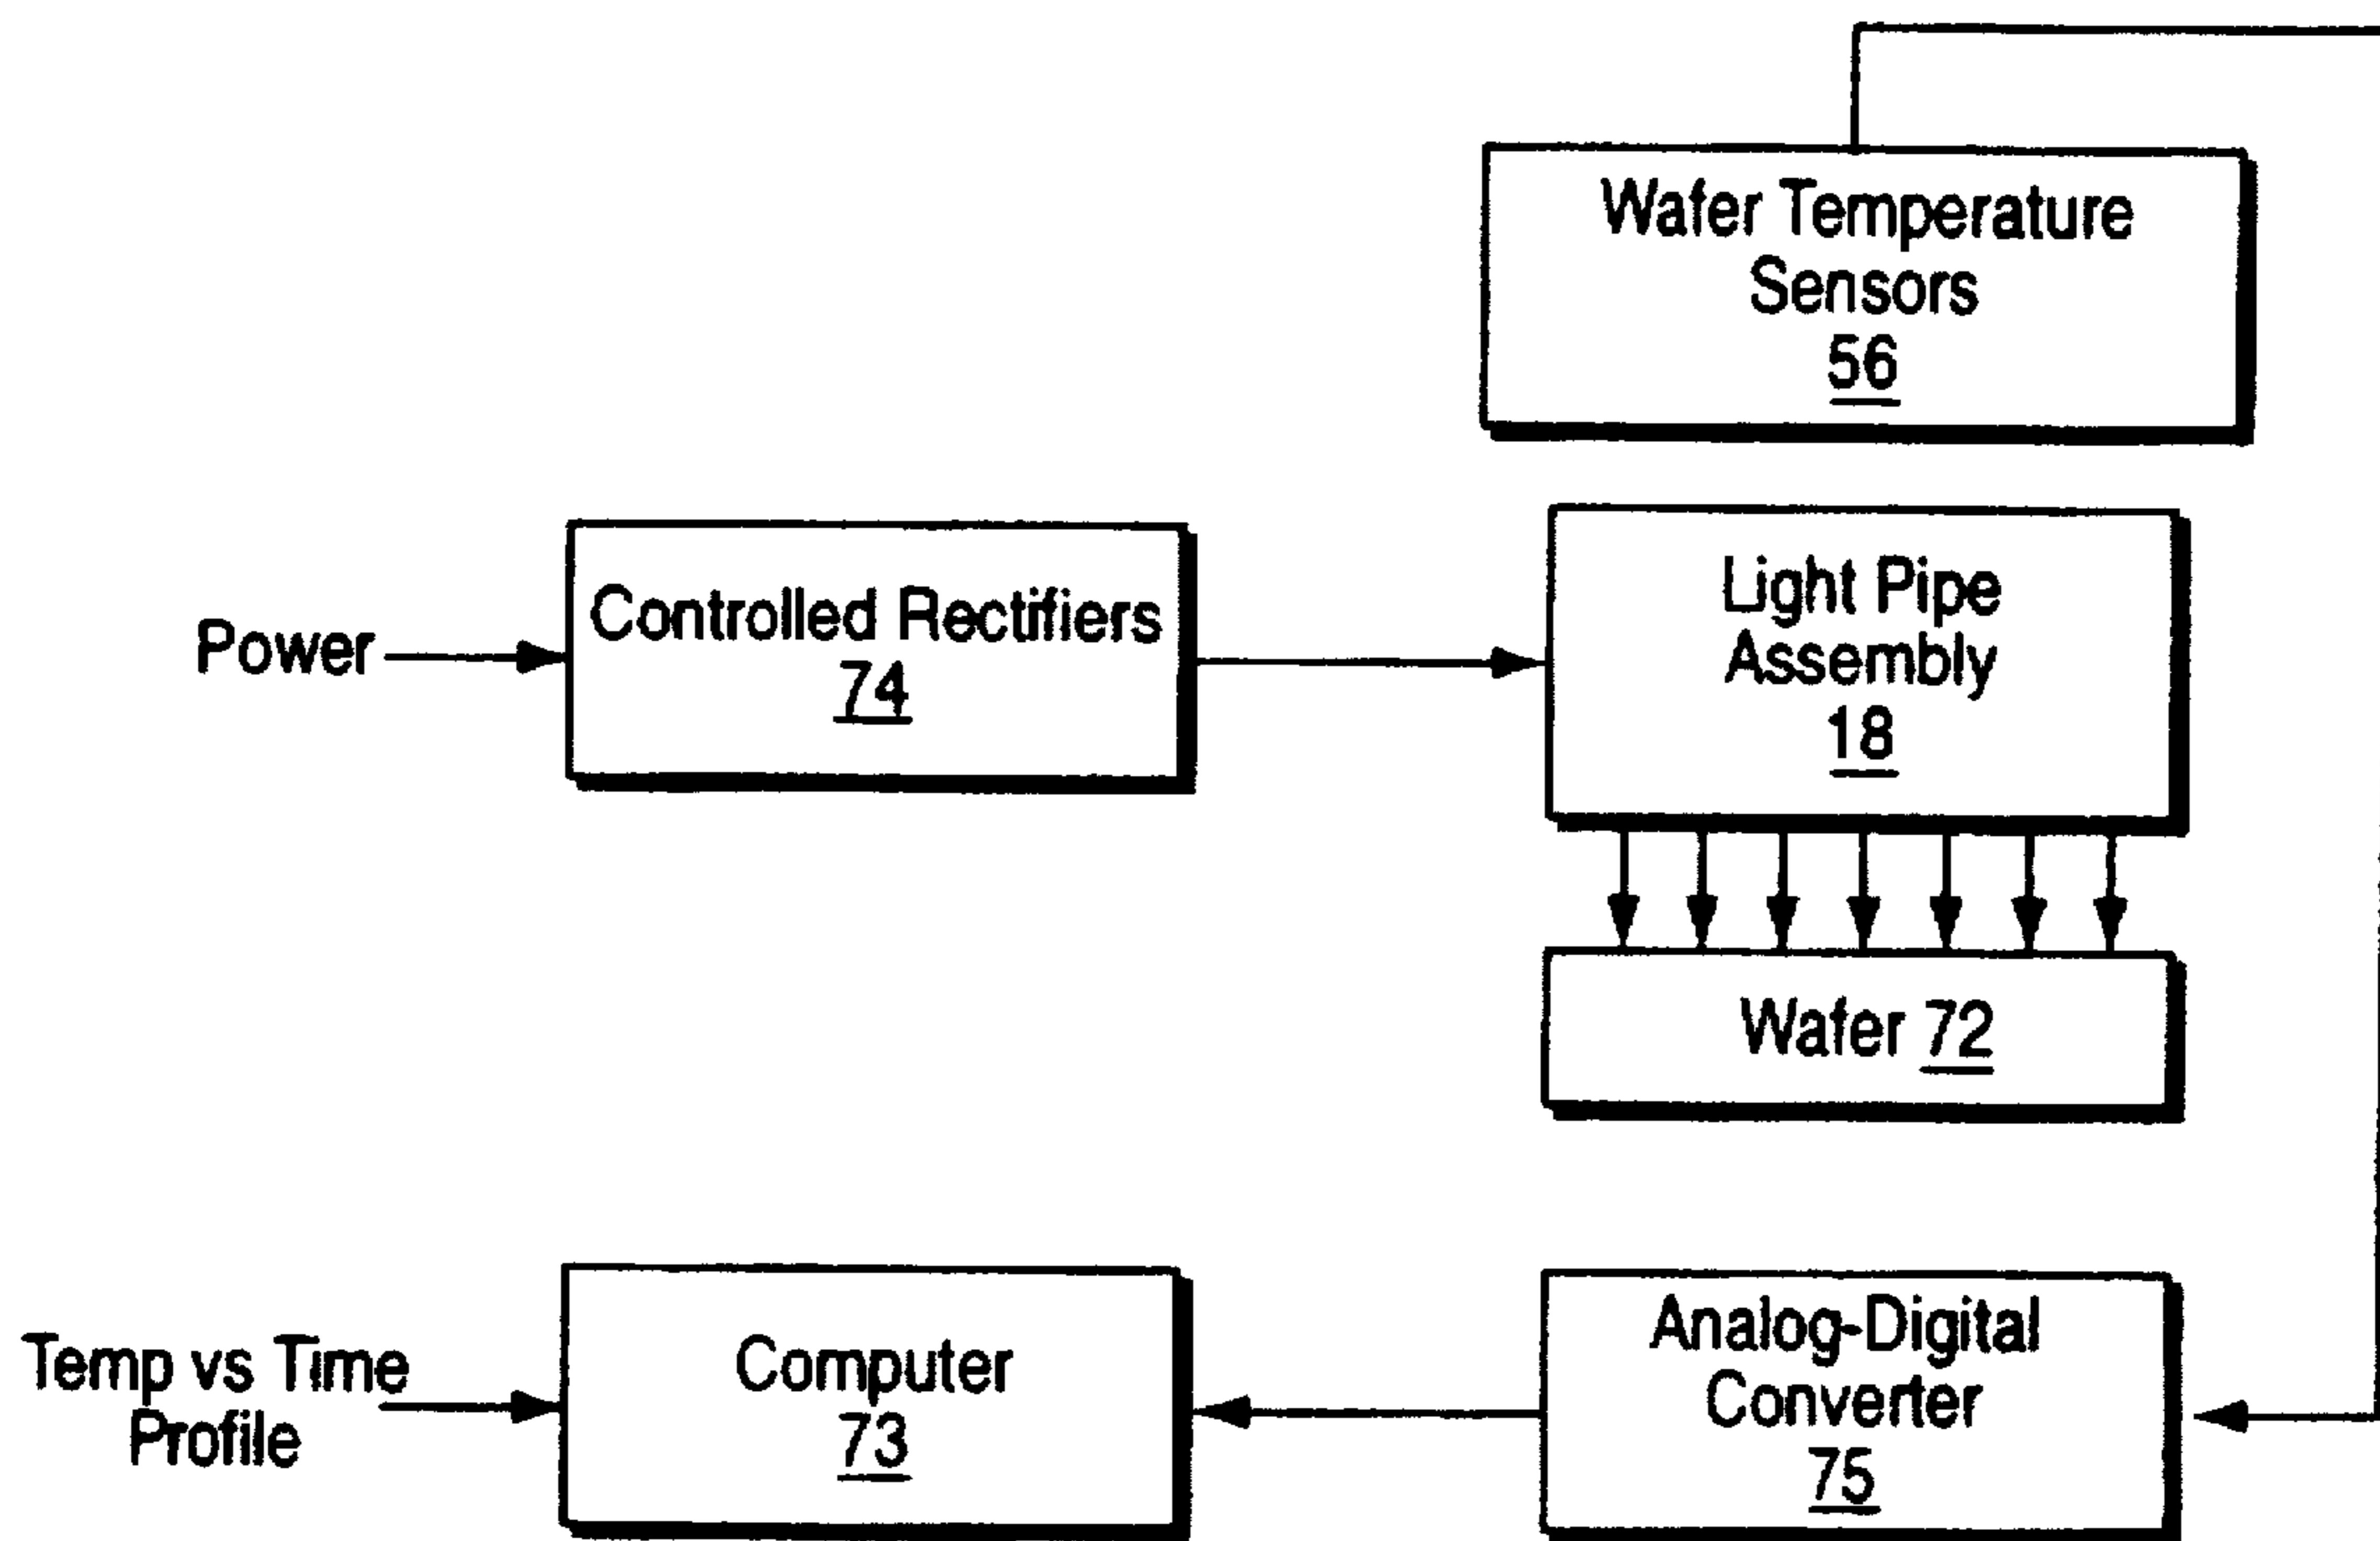 Wafer Temperature
Sensors
56
Power
Controlled Rectifiers
74
Light Pipe
Assembly
18
Wafer 72
Temp vs Time
Profile
Computer
73
Analog-Digital
Converter
75